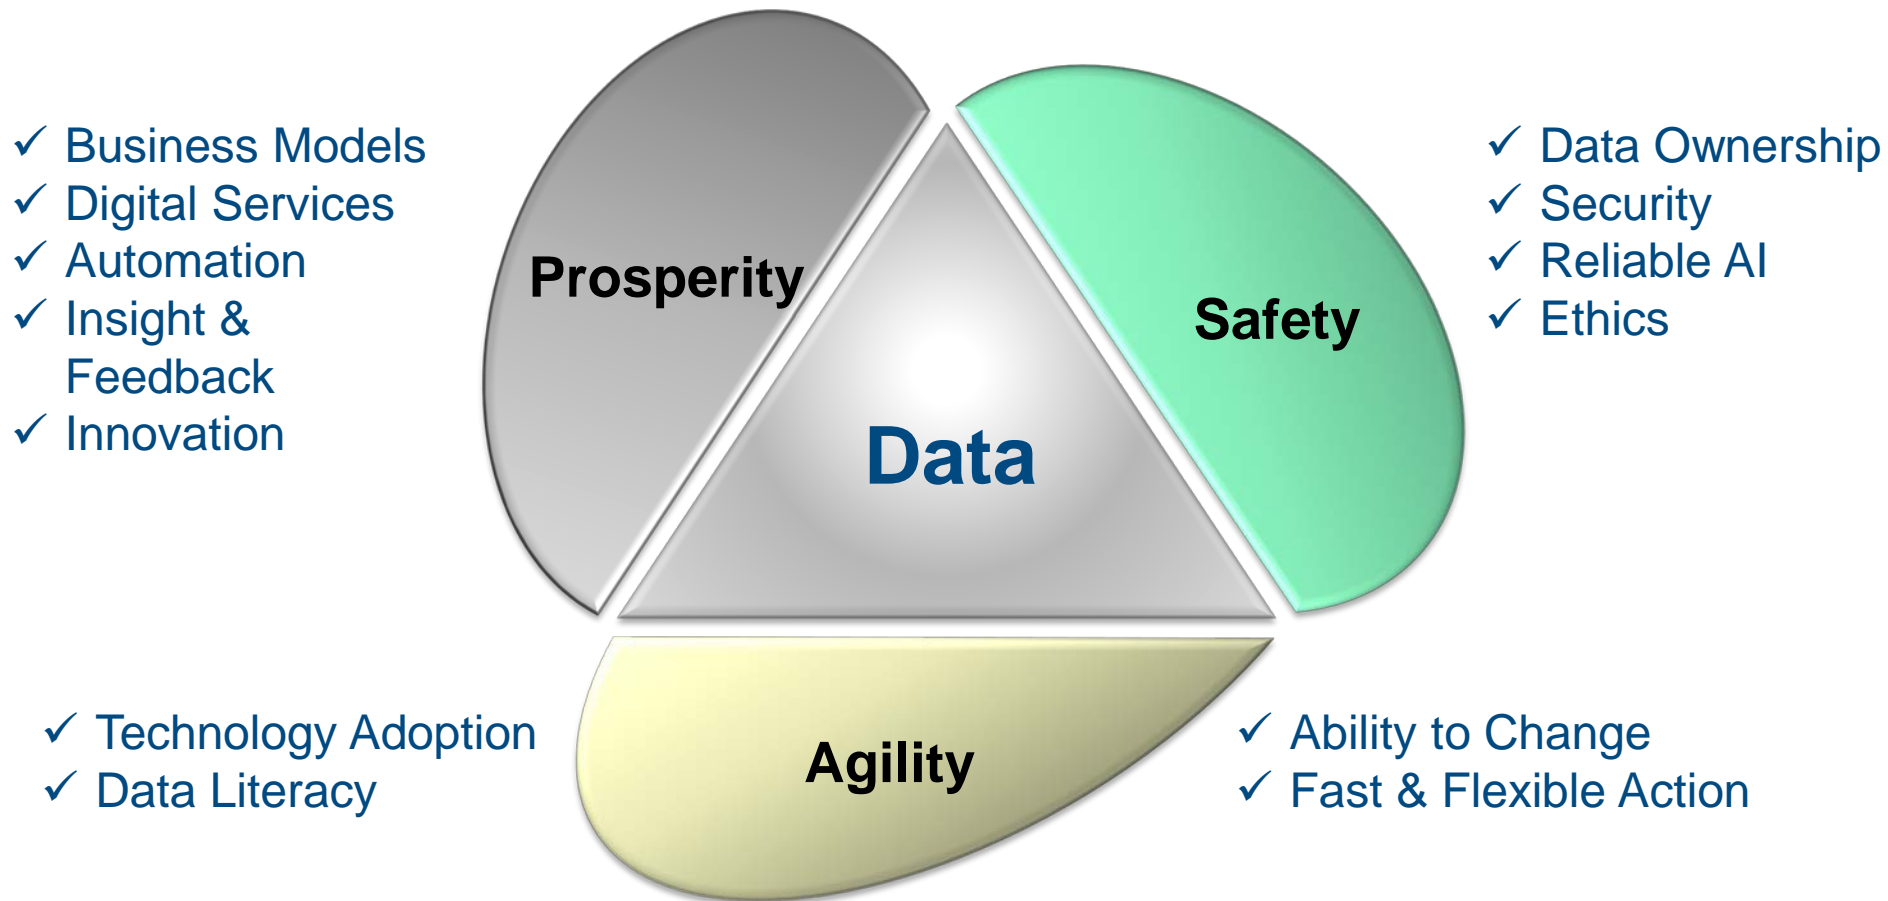 ✓ Business Models
✓ Digital Services
✓ Automation
✓ Insight &
Feedback
✓ Innovation
Prosperity
Safety
✓ Data Ownership
✓ Security
✓ Reliable AI
✓ Ethics
Data
✓ Technology Adoption
✓ Data Literacy
Agility
✓ Ability to Change
✓ Fast & Flexible Action